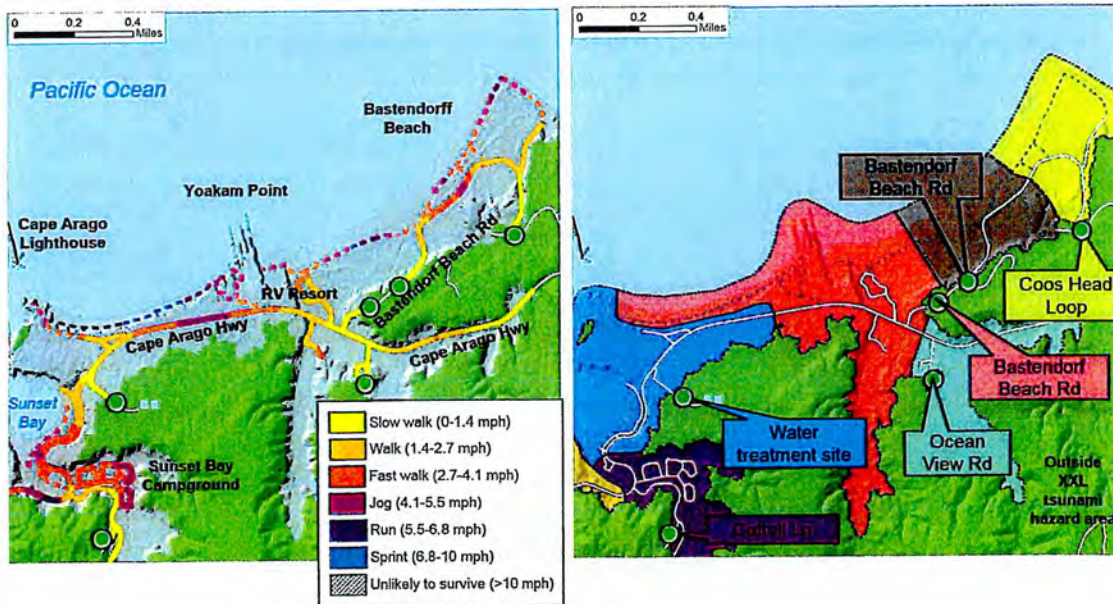 0 0.2 0.4
Miles
Pacific Ocean
Bastendorff
Beach
Yoakam Point
Cape Arago
Lighthouse
RV Resort
Bastendorf Beach Rd
Cape Arago Hwy
Cape Arago Hwy
Sunset
Bay
Sunset Bay
Campground
Slow walk (0-1.4 mph)
Walk (1.4-2.7 mph)
Fast walk (2.7-4.1 mph)
Jog (4.1-5.5 mph)
Run (5.5-6.8 mph)
Sprint (6.8-10 mph)
Unlikely to survive (>10 mph)
0 0.2 0.4
Miles
Bastendorf
Beach Rd
Coos Head
Loop
Bastendorf
Beach Rd
Water
treatment site
Ocean
View Rd
Outside
XXL
tsunami
hazard area